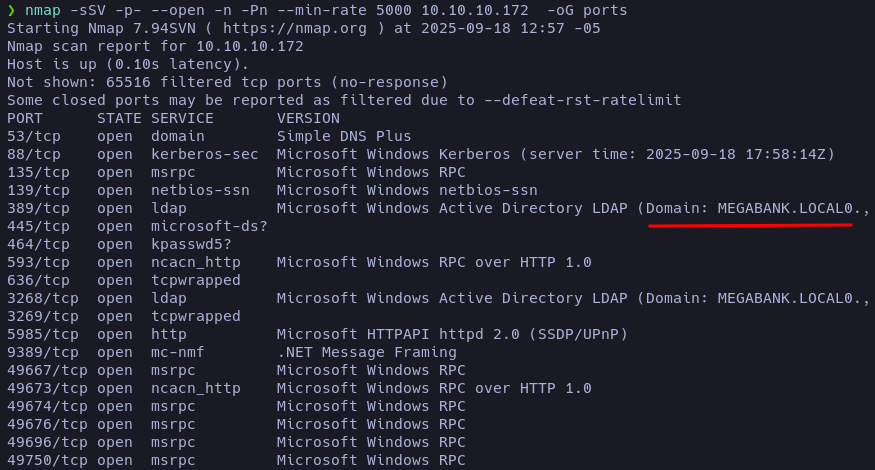 ❯ nmap -sSV -p- --open -n -Pn --min-rate 5000 10.10.10.172  -oG ports
Starting Nmap 7.94SVN ( https://nmap.org ) at 2025-09-18 12:57 -05
Nmap scan report for 10.10.10.172
Host is up (0.10s latency).
Not shown: 65516 filtered tcp ports (no-response)
Some closed ports may be reported as filtered due to --defeat-rst-ratelimit
PORT      STATE SERVICE       VERSION
53/tcp    open  domain        Simple DNS Plus
88/tcp    open  kerberos-sec  Microsoft Windows Kerberos (server time: 2025-09-18 17:58:14Z)
135/tcp   open  msrpc         Microsoft Windows RPC
139/tcp   open  netbios-ssn   Microsoft Windows netbios-ssn
389/tcp   open  ldap          Microsoft Windows Active Directory LDAP (Domain: MEGABANK.LOCAL0.,
445/tcp   open  microsoft-ds?
464/tcp   open  kpasswd5?
593/tcp   open  ncacn_http    Microsoft Windows RPC over HTTP 1.0
636/tcp   open  tcpwrapped
3268/tcp  open  ldap          Microsoft Windows Active Directory LDAP (Domain: MEGABANK.LOCAL0.,
3269/tcp  open  tcpwrapped
5985/tcp  open  http          Microsoft HTTPAPI httpd 2.0 (SSDP/UPnP)
9389/tcp  open  mc-nmf        .NET Message Framing
49667/tcp open  msrpc         Microsoft Windows RPC
49673/tcp open  ncacn_http    Microsoft Windows RPC over HTTP 1.0
49674/tcp open  msrpc         Microsoft Windows RPC
49676/tcp open  msrpc         Microsoft Windows RPC
49696/tcp open  msrpc         Microsoft Windows RPC
49750/tcp open  msrpc         Microsoft Windows RPC